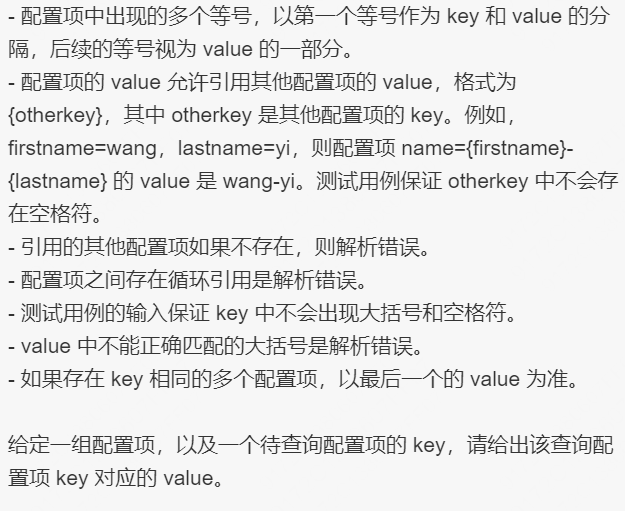 - 配置项中出现的多个等号，以第一个等号作为 key 和 value 的分
隔，后续的等号视为 value 的一部分。
- 配置项的 value 允许引用其他配置项的 value，格式为
{otherkey}，其中 otherkey 是其他配置项的 key。例如，
firstname=wang，lastname=yi，则配置项 name={firstname}-
{lastname} 的 value 是 wang-yi。测试用例保证 otherkey 中不会存
在空格符。
- 引用的其他配置项如果不存在，则解析错误。
- 配置项之间存在循环引用是解析错误。
- 测试用例的输入保证 key 中不会出现大括号和空格符。
- value 中不能正确匹配的大括号是解析错误。
- 如果存在 key 相同的多个配置项，以最后一个的 value 为准。
给定一组配置项，以及一个待查询配置项的 key，请给出该查询配
置项 key 对应的 value。